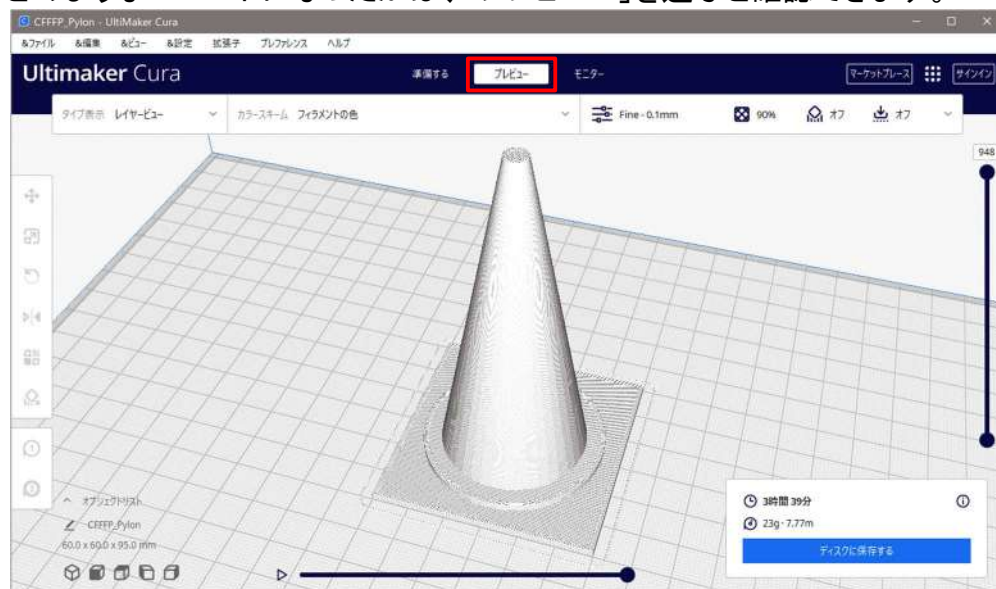 CFFFP_Pylon - UltiMaker Cura
&ファイル &編集 &ビュー &設定 拡張子 プレファレンス ヘルプ
Ultimaker Cura 準備する プレビュー モニター マーケットプレース サインイン
タイプ表示 レイヤービュー カラースキーム フィラメントの色 Fine - 0.1mm 90% オフ オフ
948
オブジェクトリスト
CFFFP_Pylon
60.0 x 60.0 x 95.0 mm
3時間 39分
23g · 7.77m
ディスクに保存する